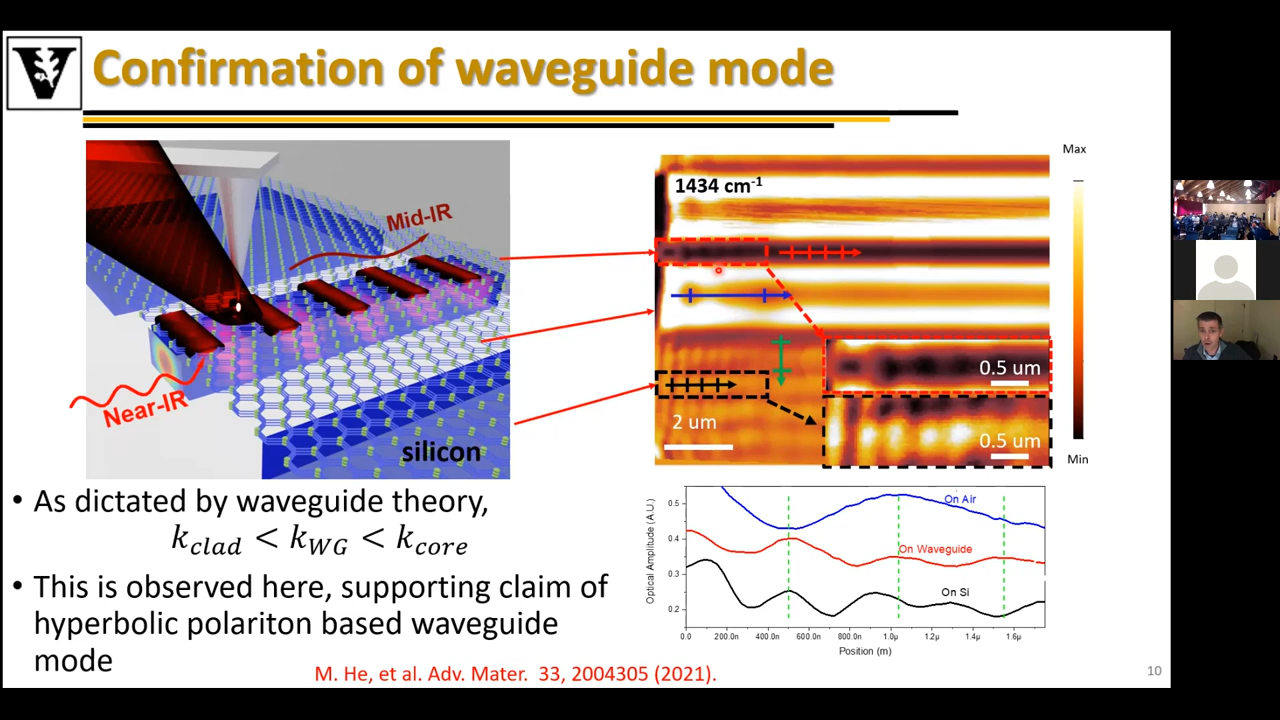 V
Confirmation of waveguide mode
Mid-IR
Near-IR
silicon
1434 cm-1
2 um
0.5 um
0.5 um
Max
Min
• As dictated by waveguide theory,
k_clad < k_WG < k_core
• This is observed here, supporting claim of
hyperbolic polariton based waveguide
mode
Optical Amplitude (A.U.)
0.5
0.4
0.3
0.2
On Air
On Waveguide
On Si
0.0 200.0n 400.0n 600.0n 800.0n 1.0μ 1.2μ 1.4μ 1.6μ
Position (m)
M. He, et al. Adv. Mater. 33, 2004305 (2021).
10